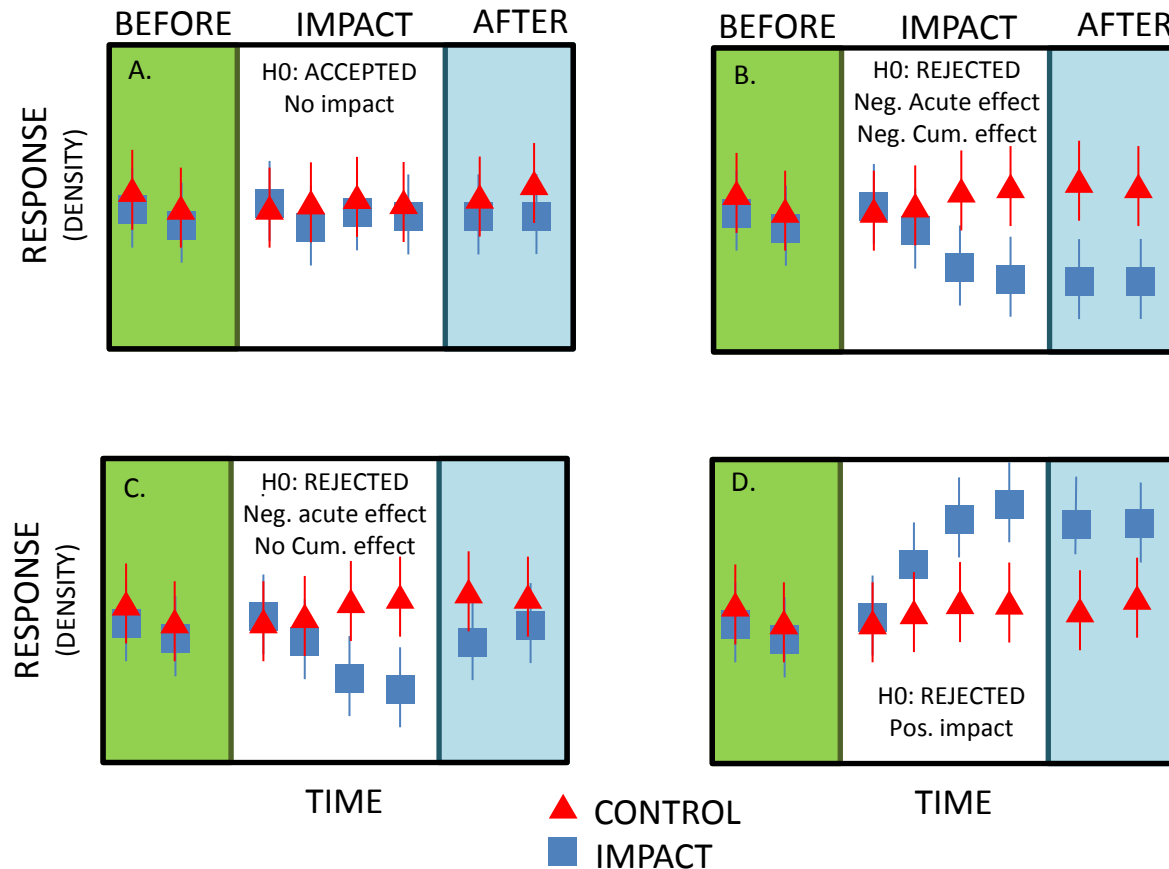 BEFORE IMPACT AFTER
A.
H0: ACCEPTED
No impact
RESPONSE
(DENSITY)
BEFORE IMPACT AFTER
B.
H0: REJECTED
Neg. Acute effect
Neg. Cum. effect
C.
H0: REJECTED
Neg. acute effect
No Cum. effect
RESPONSE
(DENSITY)
TIME
D.
H0: REJECTED
Pos. impact
TIME
CONTROL
IMPACT